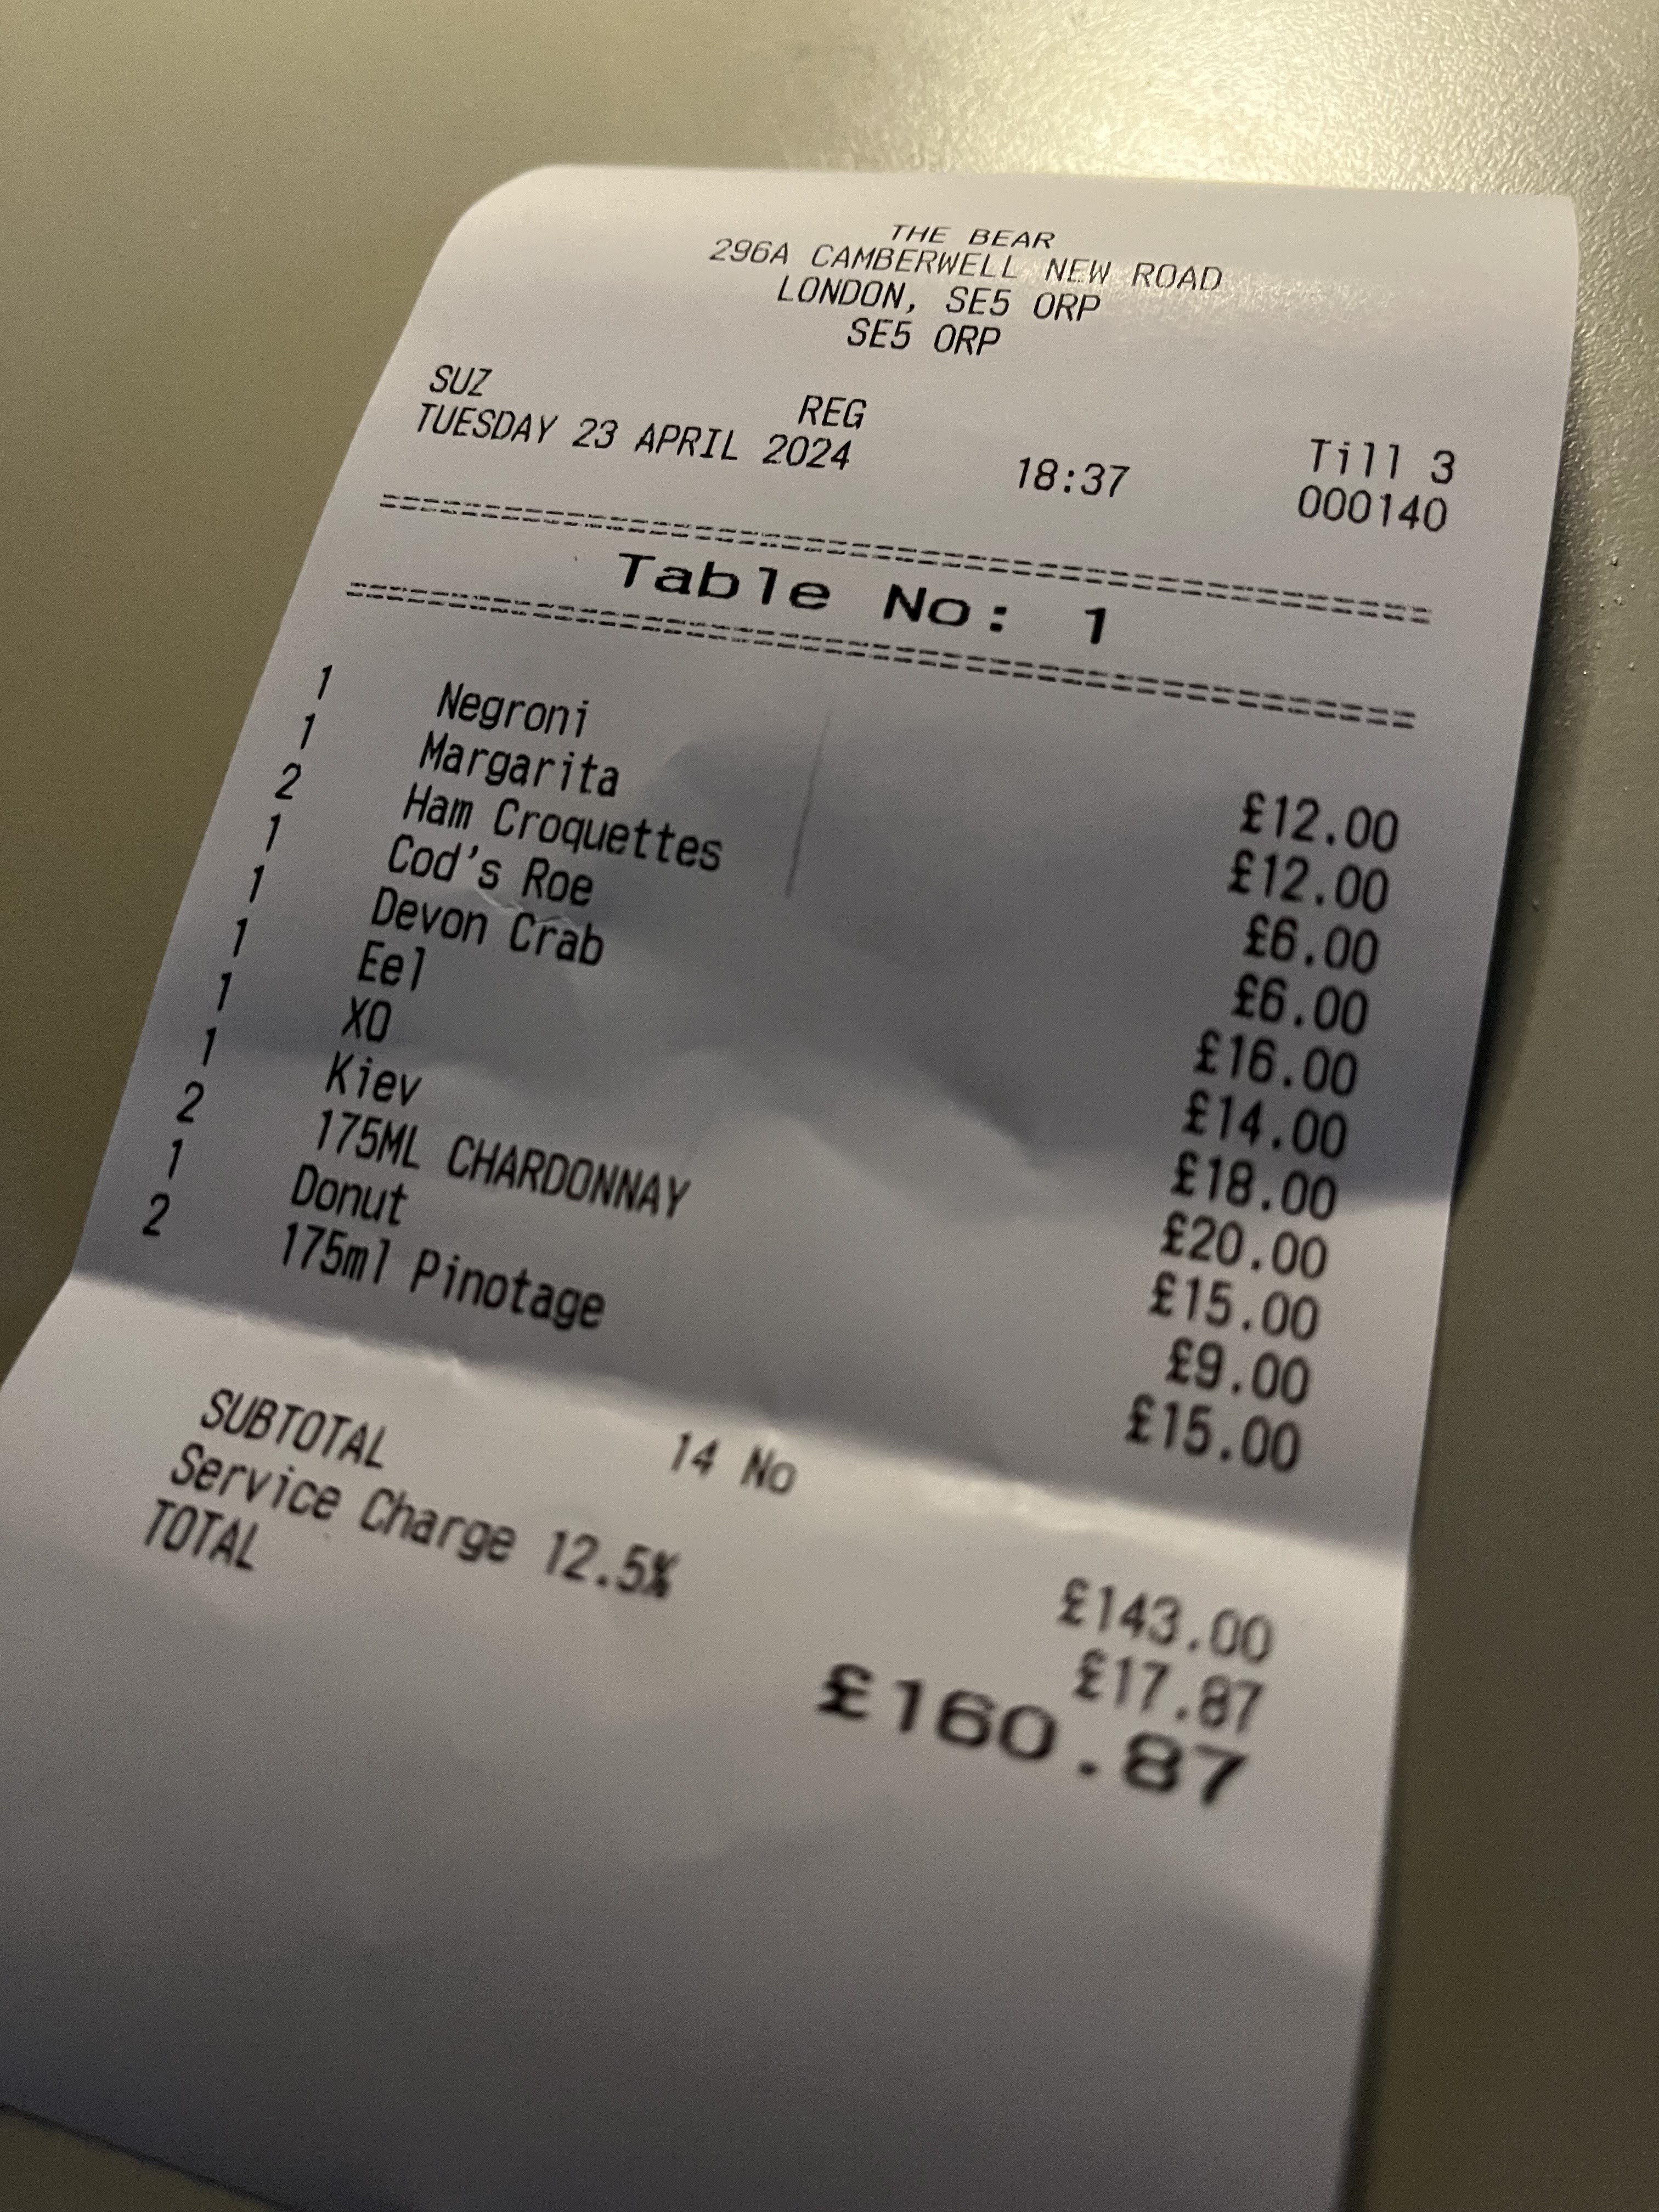 THE BEAR
296A CAMBERWELL NEW ROAD
LONDON, SE5 0RP
SE5 0RP
SUZ REG Till 3
TUESDAY 23 APRIL 2024 18:37 000140
Table No: 1
1 Negroni £12.00
1 Margarita £12.00
2 Ham Croquettes £6.00
1 Cod's Roe £6.00
1 Devon Crab £16.00
1 Eel £14.00
1 XO £18.00
1 Kiev £20.00
2 175ML CHARDONNAY £15.00
1 Donut £9.00
2 175ml Pinotage £15.00
SUBTOTAL 14 No £143.00
Service Charge 12.5% £17.87
TOTAL £160.87